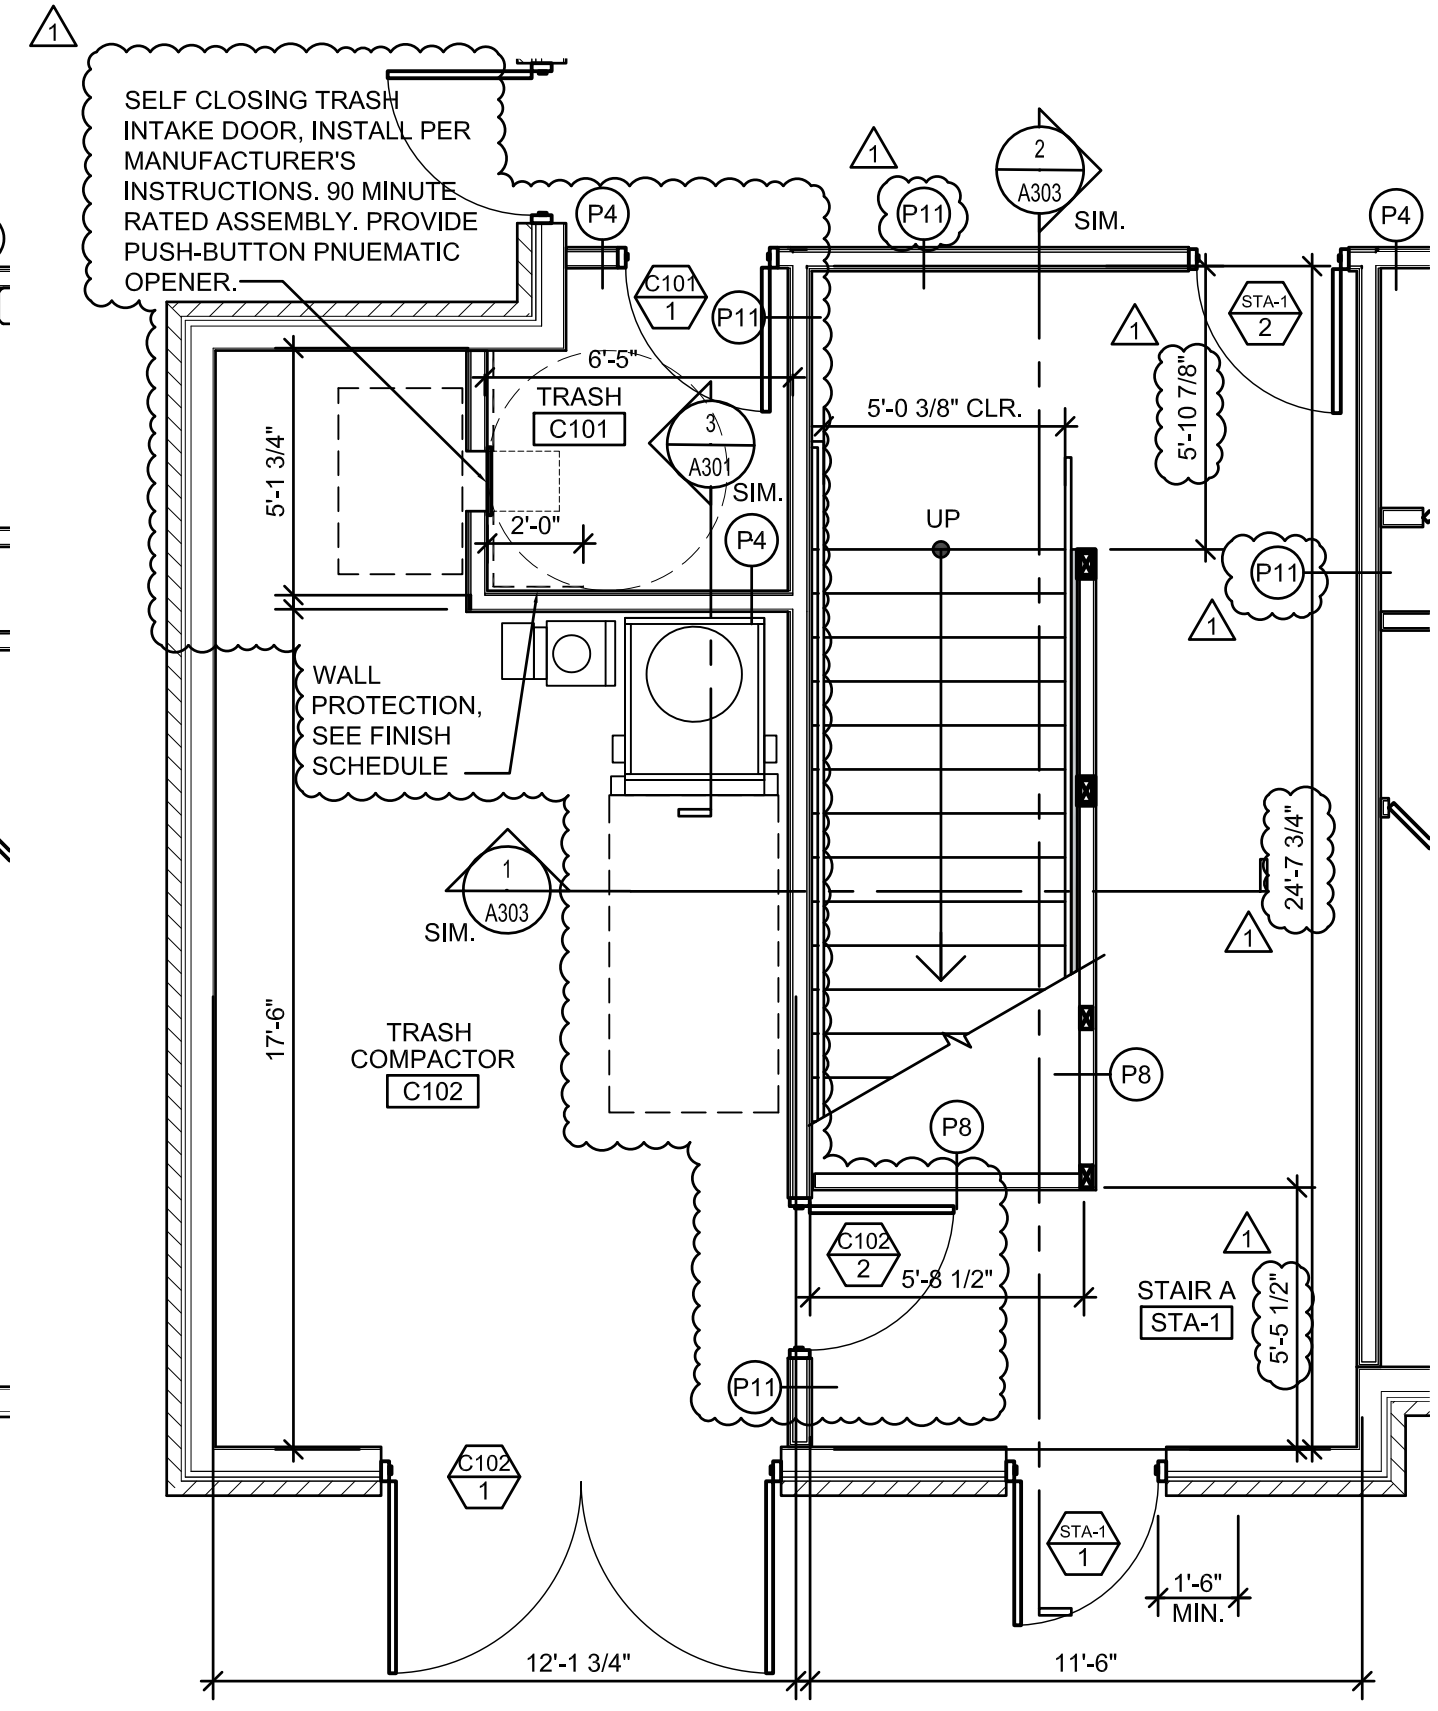 1
SELF CLOSING TRASH
INTAKE DOOR, INSTALL PER
MANUFACTURER'S
INSTRUCTIONS. 90 MINUTE
RATED ASSEMBLY. PROVIDE
PUSH-BUTTON PNUEMATIC
OPENER.
P4
1
P11
2
A303
SIM.
P4
C101
1
P11
STA-1
2
1
5'-10 7/8"
6'-5"
TRASH
C101
5'-0 3/8" CLR.
3
A301
SIM.
5'-1 3/4"
2'-0"
P4
UP
P11
1
WALL
PROTECTION,
SEE FINISH
SCHEDULE
1
A303
SIM.
24'-7 3/4"
1
17'-6"
TRASH
COMPACTOR
C102
P8
P8
C102
2
5'-8 1/2"
1
STAIR A
STA-1
5'-5 1/2"
P11
C102
1
STA-1
1
1'-6"
MIN.
12'-1 3/4"
11'-6"